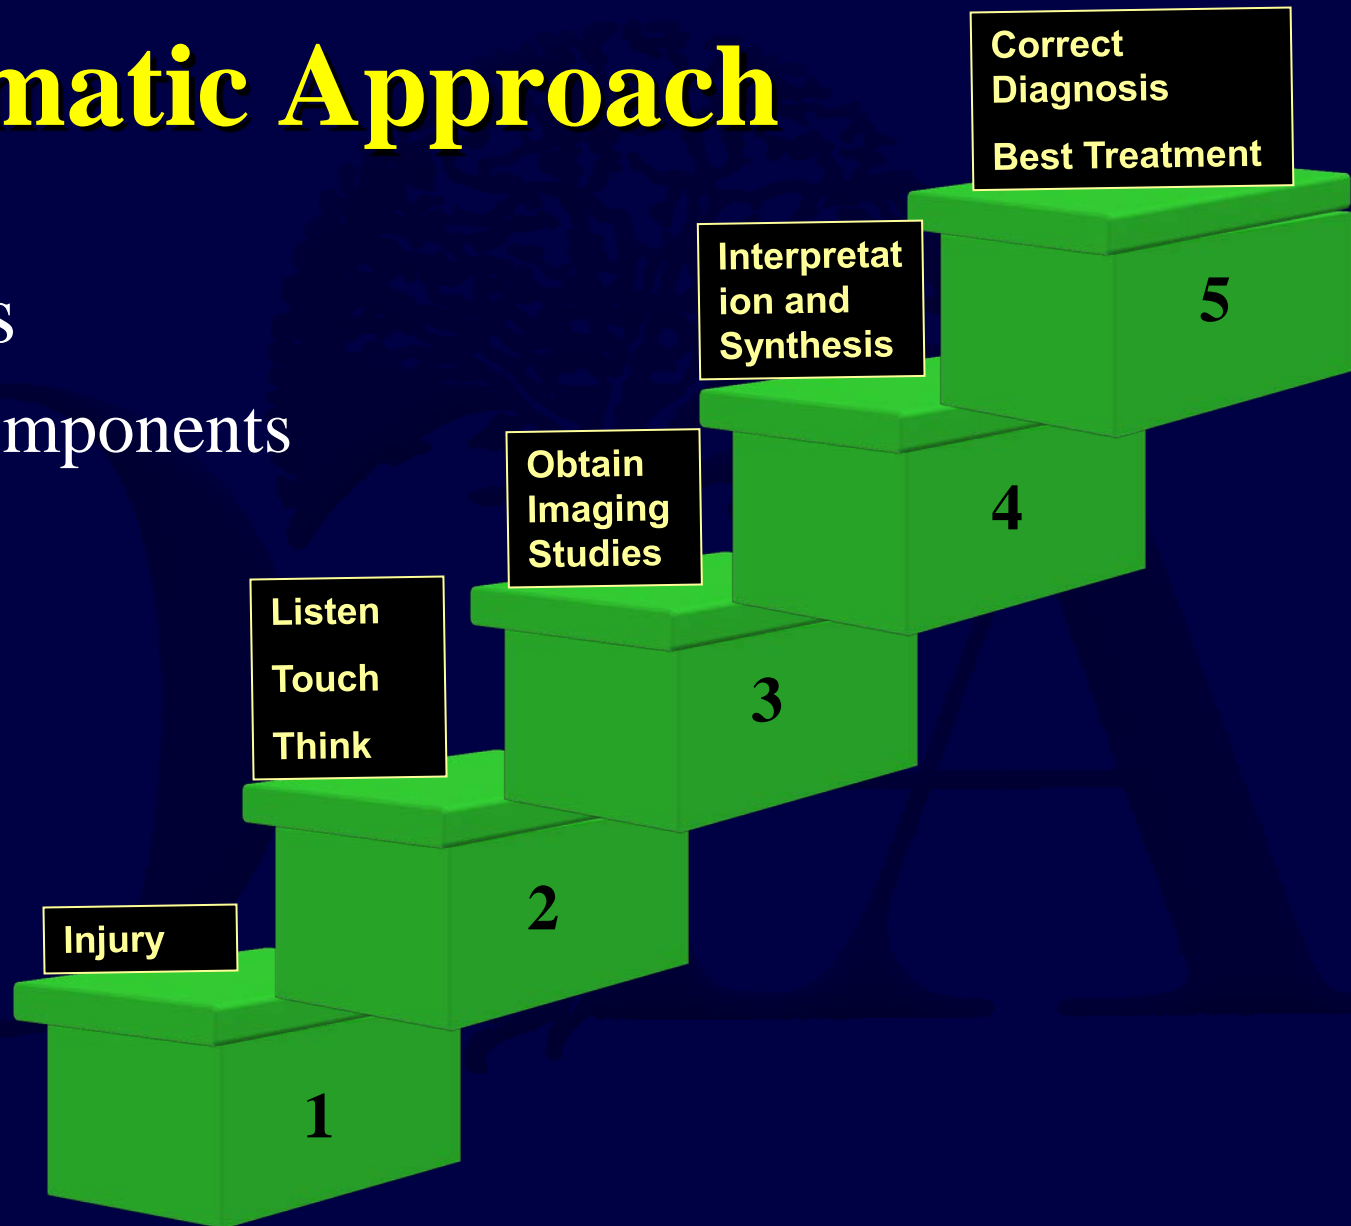 matic Approach
s
mponents
Correct
Diagnosis
Best Treatment
Interpretat
ion and
Synthesis
5
Obtain
Imaging
Studies
4
Listen
Touch
Think
3
Injury
2
1